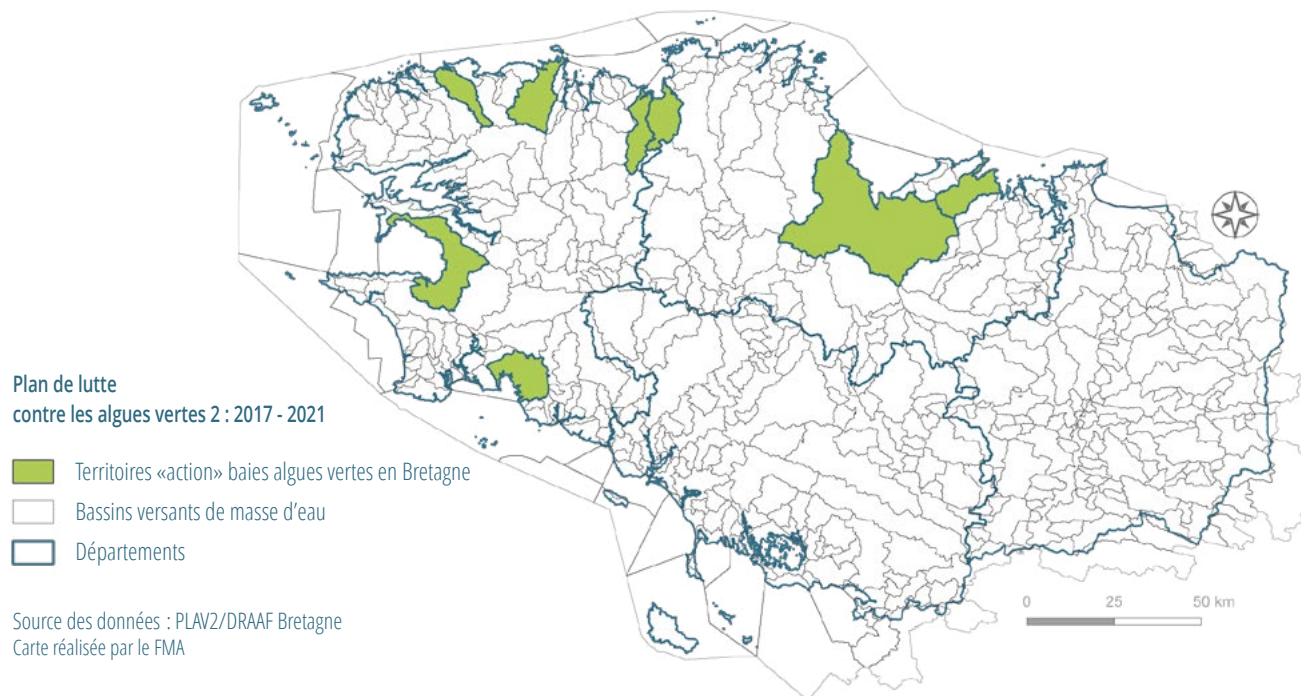 Plan de lutte
contre les algues vertes 2 : 2017 - 2021
Territoires «action» baies algues vertes en Bretagne
Bassins versants de masse d'eau
Départements
Source des données : PLAV2/DRAAF Bretagne
Carte réalisée par le FMA
0 25 50 km